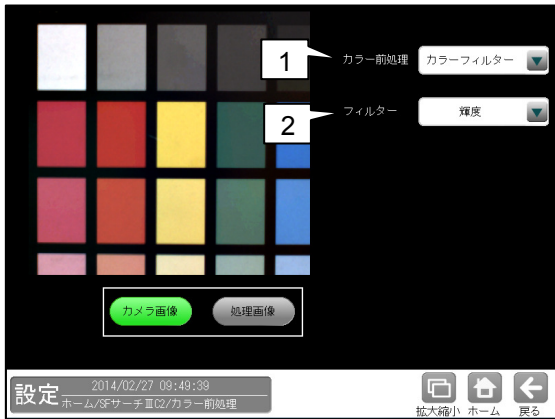 1
カラー前処理
カラーフィルター
2
フィルター
輝度
カメラ画像
処理画像
設定
2014/02/27 09:49:39
ホーム/SFサーチⅢC2/カラー前処理
拡大縮小
ホーム
戻る